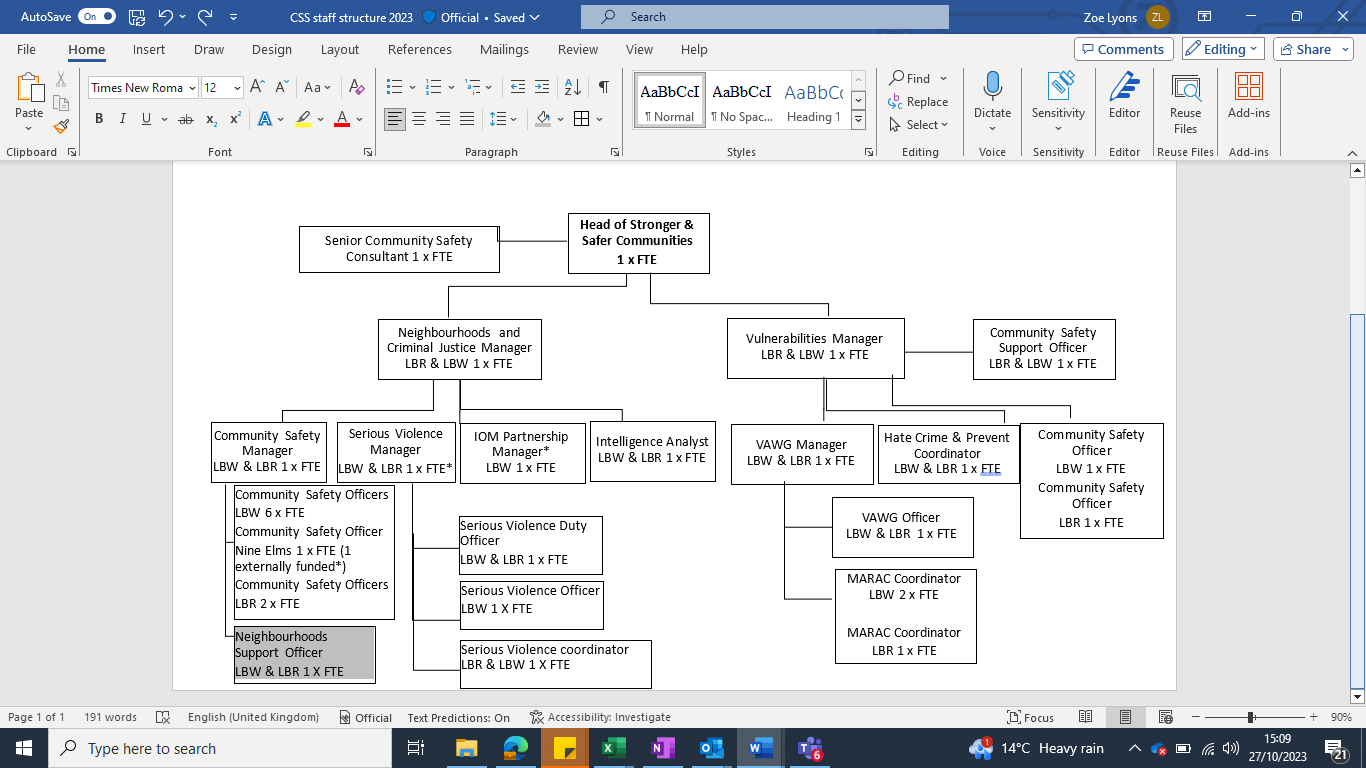 AutoSave On CSS staff structure 2023 Official • Saved Search Zoe Lyons ZL
File Home Insert Draw Design Layout References Mailings Review View Help Comments Editing Share
Paste
Times New Roma 12
Aa
B I U ab x₂ x² A A
AaBbCcI AaBbCcI AaBbCc
¶ Normal ¶ No Spac... Heading 1
Find
Replace
Select
Dictate
Sensitivity
Editor
Reuse
Files
Add-ins
Clipboard Font Paragraph Styles Editing Voice Sensitivity Editor Reuse Files Add-ins
Head of Stronger &
Safer Communities
1 x FTE
Senior Community Safety
Consultant 1 x FTE
Neighbourhoods and
Criminal Justice Manager
LBR & LBW 1 x FTE
Vulnerabilities Manager
LBR & LBW 1 x FTE
Community Safety
Support Officer
LBR & LBW 1 x FTE
Community Safety
Manager
LBW & LBR 1 x FTE
Serious Violence
Manager
LBW & LBR 1 x FTE*
IOM Partnership
Manager*
LBW 1 x FTE
Intelligence Analyst
LBW & LBR 1 x FTE
VAWG Manager
LBW & LBR 1 x FTE
Hate Crime & Prevent
Coordinator
LBW & LBR 1 x FTE
Community Safety
Officer
LBW 1 x FTE
Community Safety
Officer
LBR 1 x FTE
Community Safety Officers
LBW 6 x FTE
Community Safety Officer
Nine Elms 1 x FTE (1
externally funded*)
Community Safety Officers
LBR 2 x FTE
Neighbourhoods
Support Officer
LBW & LBR 1 X FTE
Serious Violence Duty
Officer
LBW & LBR 1 x FTE
Serious Violence Officer
LBW 1 X FTE
Serious Violence coordinator
LBR & LBW 1 X FTE
VAWG Officer
LBW & LBR 1 x FTE
MARAC Coordinator
LBW 2 x FTE
MARAC Coordinator
LBR 1 x FTE
Page 1 of 1 191 words English (United Kingdom) Official Text Predictions: On Accessibility: Investigate Focus 90%
Type here to search 6 1 14°C Heavy rain 15:09
27/10/2023 21